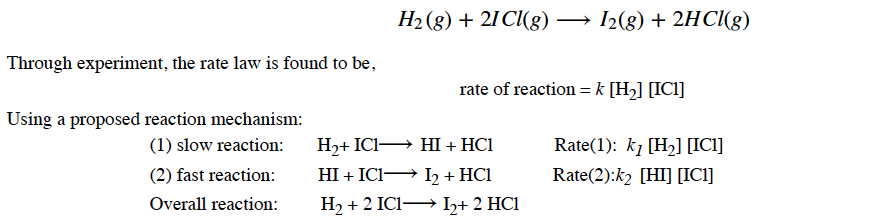 H₂(g) + 2ICl(g) ⟶ I₂(g) + 2HCl(g)
Through experiment, the rate law is found to be,
rate of reaction = k [H₂] [ICl]
Using a proposed reaction mechanism:
(1) slow reaction: H₂+ ICl⟶ HI + HCl Rate(1): k₁ [H₂] [ICl]
(2) fast reaction: HI + ICl⟶ I₂ + HCl Rate(2):k₂ [HI] [ICl]
Overall reaction: H₂ + 2 ICl⟶ I₂+ 2 HCl